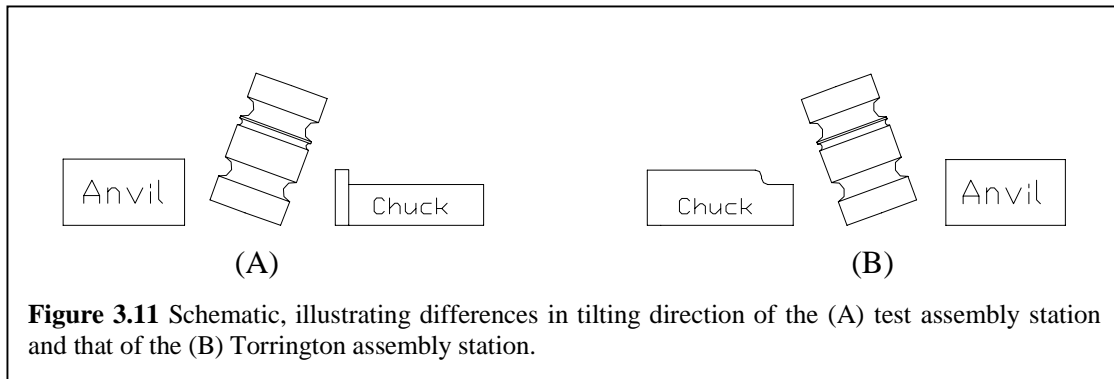 Anvil Chuck Chuck Anvil
(A) (B)
Figure 3.11 Schematic, illustrating differences in tilting direction of the (A) test assembly station
and that of the (B) Torrington assembly station.